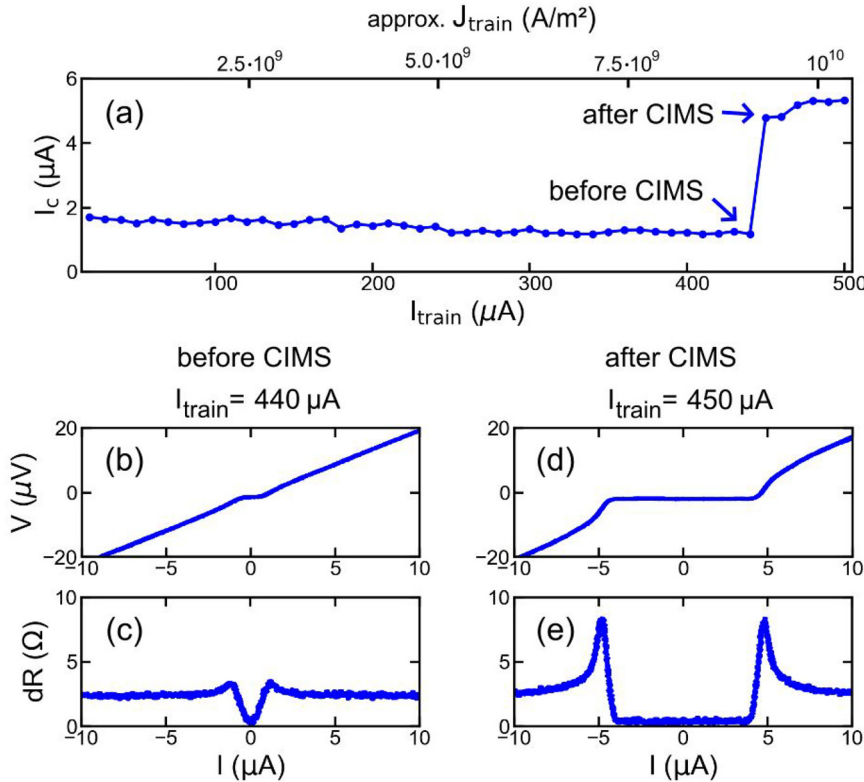 approx. J_train (A/m²)
2.5·10⁹ 5.0·10⁹ 7.5·10⁹ 10¹⁰
6
(a)
after CIMS
4
I_C (μA)
before CIMS
2
0
100 200 300 400 500
I_train (μA)
before CIMS after CIMS
I_train= 440 μA I_train= 450 μA
20 20
(b) (d)
V (μV)
0 0
−20 −20
−10 −5 0 5 10 −10 −5 0 5 10
10 10
(c) (e)
dR (Ω)
5 5
0 0
−10 −5 0 5 10 −10 −5 0 5 10
I (μA) I (μA)